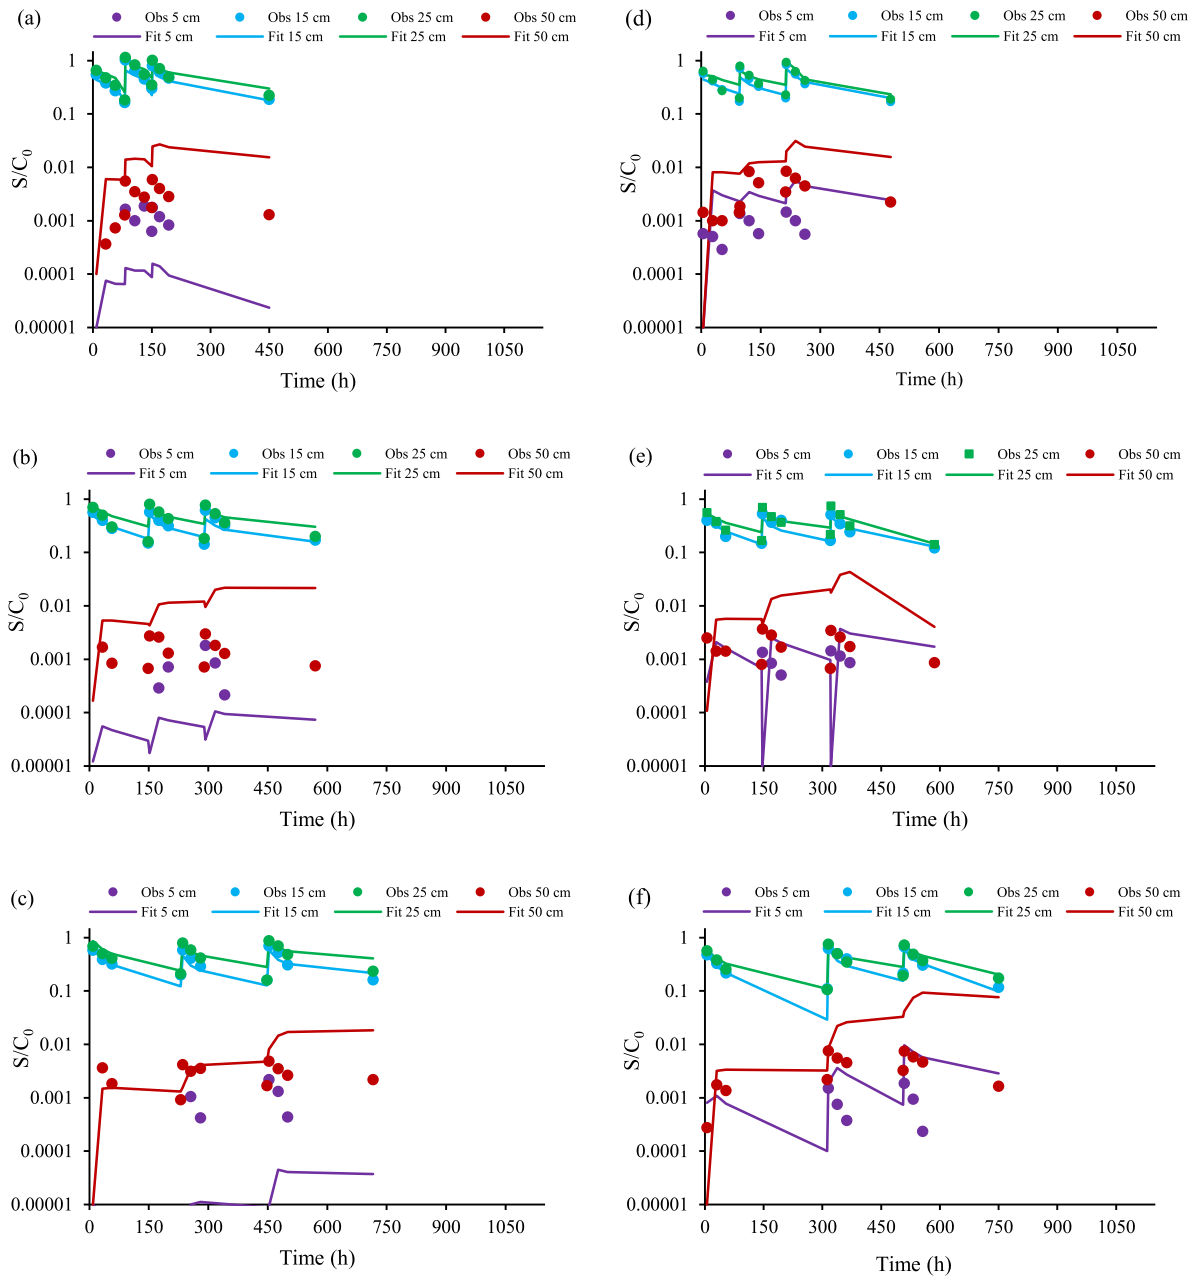 (a)
Obs 5 cm Obs 15 cm Obs 25 cm Obs 50 cm
Fit 5 cm Fit 15 cm Fit 25 cm Fit 50 cm
1
0.1
0.01
0.001
0.0001
0.00001
S/C0
0 150 300 450 600 750 900 1050
Time (h)
(d)
Obs 5 cm Obs 15 cm Obs 25 cm Obs 50 cm
Fit 5 cm Fit 15 cm Fit 25 cm Fit 50 cm
1
0.1
0.01
0.001
0.0001
0.00001
S/C0
0 150 300 450 600 750 900 1050
Time (h)
(b)
Obs 5 cm Obs 15 cm Obs 25 cm Obs 50 cm
Fit 5 cm Fit 15 cm Fit 25 cm Fit 50 cm
1
0.1
0.01
0.001
0.0001
0.00001
S/C0
0 150 300 450 600 750 900 1050
Time (h)
(e)
Obs 5 cm Obs 15 cm Obs 25 cm Obs 50 cm
Fit 5 cm Fit 15 cm Fit 25 cm Fit 50 cm
1
0.1
0.01
0.001
0.0001
0.00001
S/C0
0 150 300 450 600 750 900 1050
Time (h)
(c)
Obs 5 cm Obs 15 cm Obs 25 cm Obs 50 cm
Fit 5 cm Fit 15 cm Fit 25 cm Fit 50 cm
1
0.1
0.01
0.001
0.0001
0.00001
S/C0
0 150 300 450 600 750 900 1050
Time (h)
(f)
Obs 5 cm Obs 15 cm Obs 25 cm Obs 50 cm
Fit 5 cm Fit 15 cm Fit 25 cm Fit 50 cm
1
0.1
0.01
0.001
0.0001
0.00001
S/C0
0 150 300 450 600 750 900 1050
Time (h)